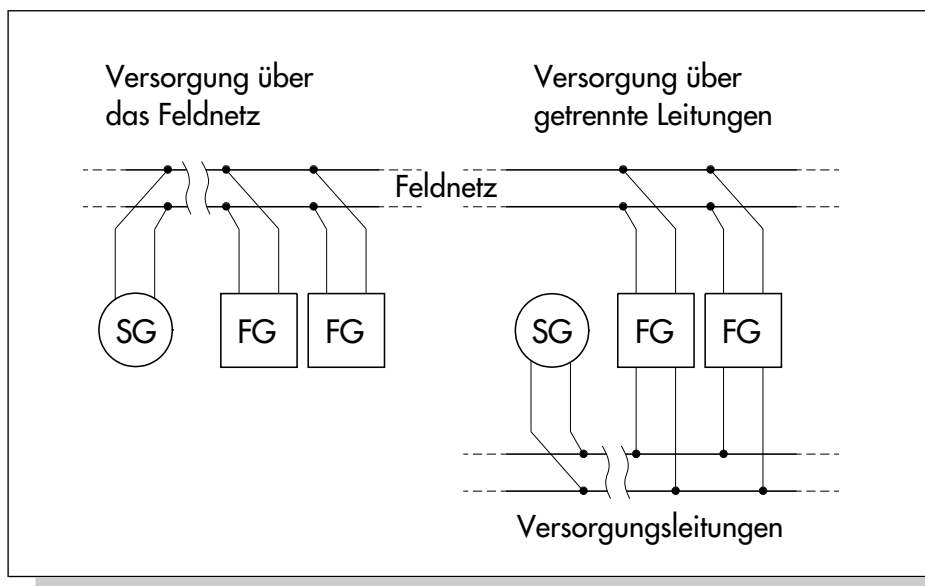 Versorgung über
das Feldnetz
Versorgung über
getrennte Leitungen
Feldnetz
SG
FG
FG
SG
FG
FG
Versorgungsleitungen